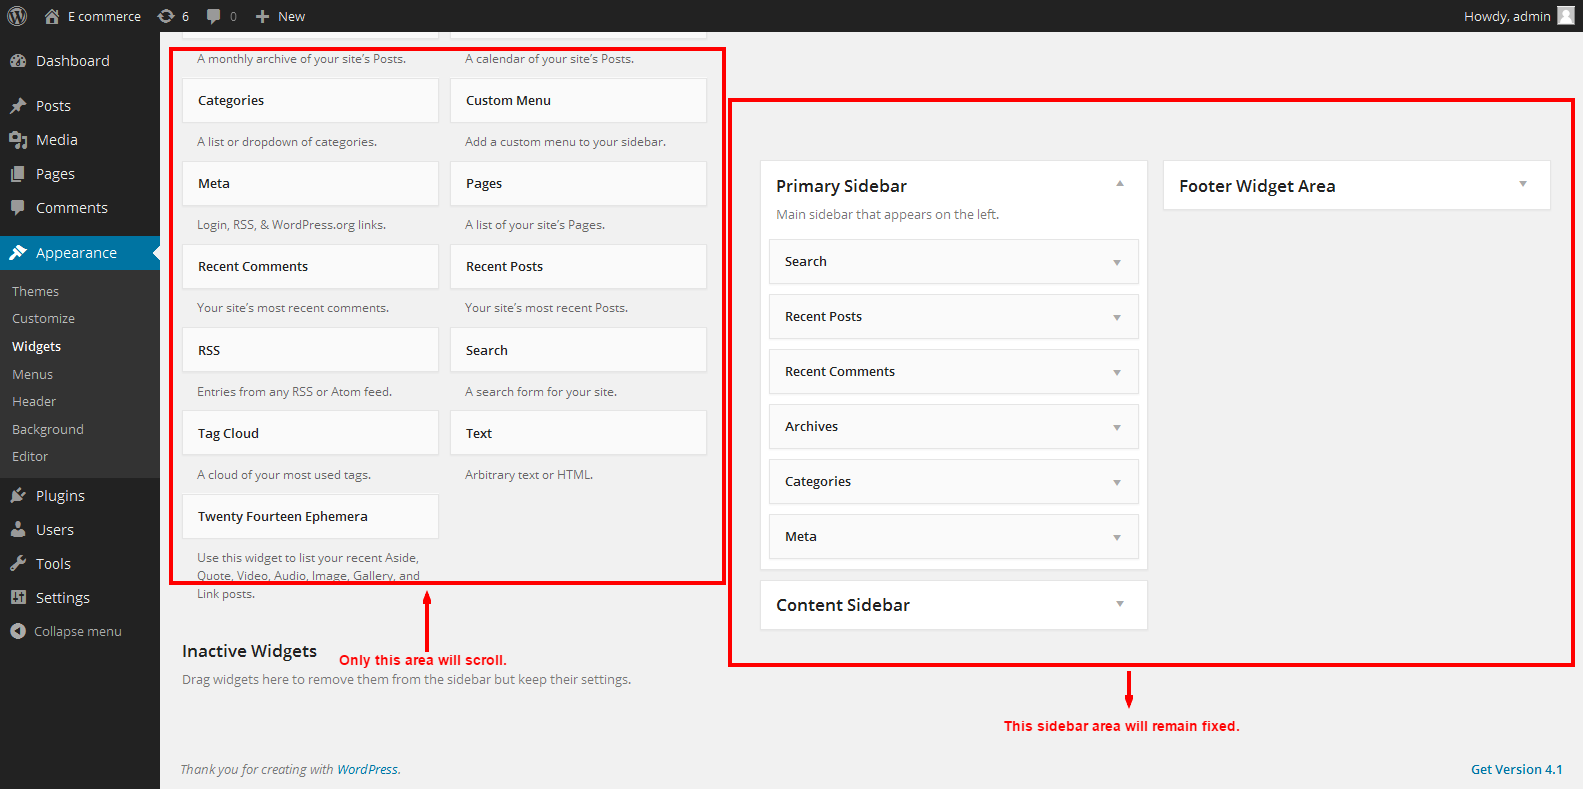 E commerce 6 0 New Howdy, admin
Dashboard
Posts
Media
Pages
Comments
Appearance
Themes
Customize
Widgets
Menus
Header
Background
Editor
Plugins
Users
Tools
Settings
Collapse menu
A monthly archive of your site’s Posts.
A calendar of your site’s Posts.
Categories
Custom Menu
A list or dropdown of categories.
Add a custom menu to your sidebar.
Meta
Pages
Login, RSS, & WordPress.org links.
A list of your site’s Pages.
Recent Comments
Recent Posts
Your site’s most recent comments.
Your site’s most recent Posts.
RSS
Search
Entries from any RSS or Atom feed.
A search form for your site.
Tag Cloud
Text
A cloud of your most used tags.
Arbitrary text or HTML.
Twenty Fourteen Ephemera
Use this widget to list your recent Aside,
Quote, Video, Audio, Image, Gallery, and
Link posts.
Only this area will scroll.
Inactive Widgets
Drag widgets here to remove them from the sidebar but keep their settings.
Primary Sidebar
Main sidebar that appears on the left.
Search
Recent Posts
Recent Comments
Archives
Categories
Meta
Content Sidebar
Footer Widget Area
This sidebar area will remain fixed.
Thank you for creating with WordPress.
Get Version 4.1